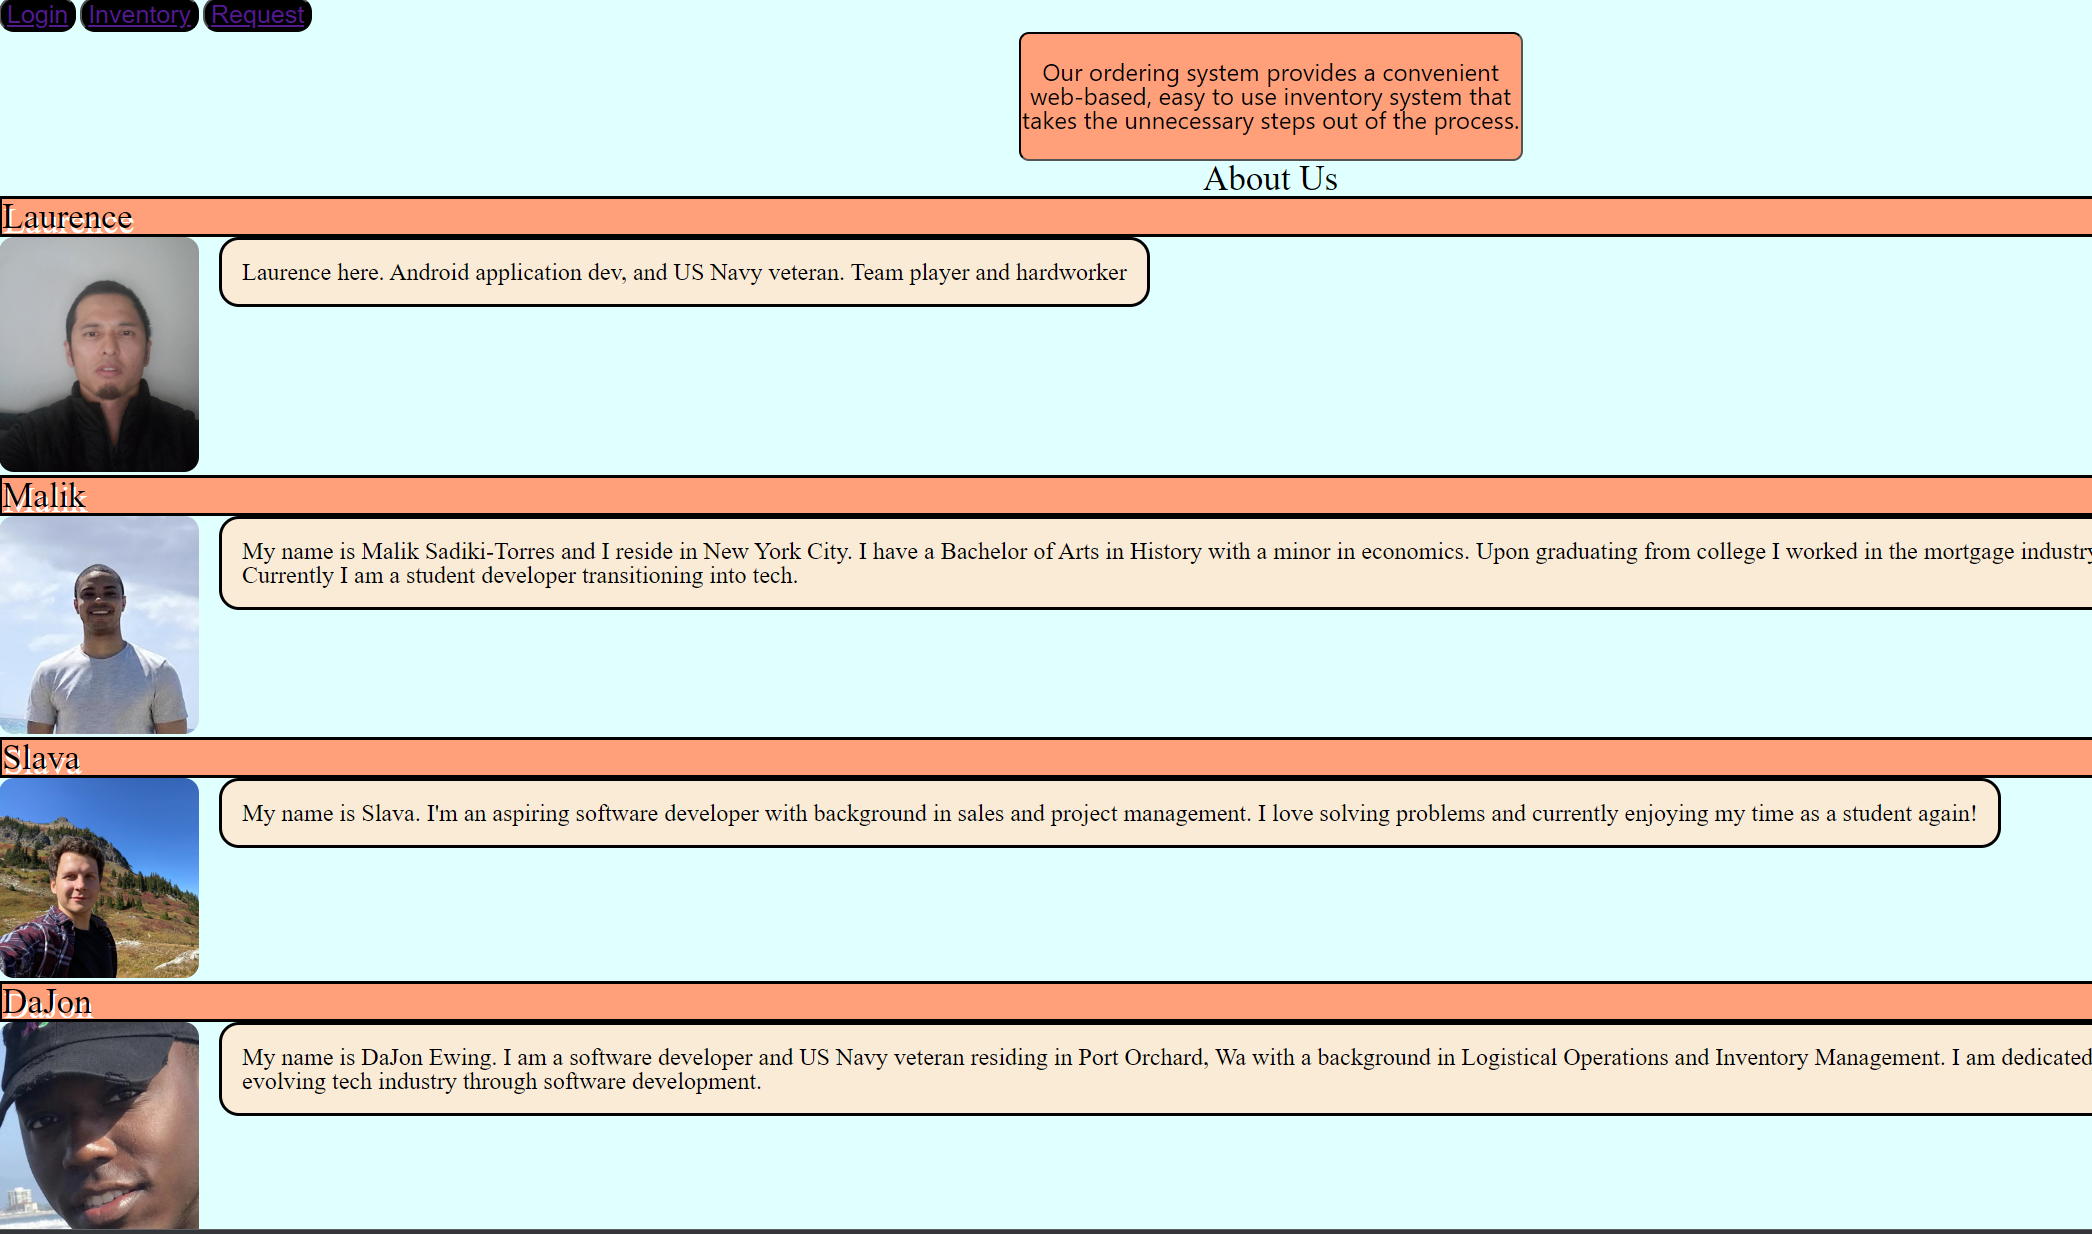 Login Inventory Request
Our ordering system provides a convenient
web-based, easy to use inventory system that
takes the unnecessary steps out of the process.
About Us
Laurence
Laurence here. Android application dev, and US Navy veteran. Team player and hardworker
Malik
My name is Malik Sadiki-Torres and I reside in New York City. I have a Bachelor of Arts in History with a minor in economics. Upon graduating from college I worked in the mortgage industry
Currently I am a student developer transitioning into tech.
Slava
My name is Slava. I'm an aspiring software developer with background in sales and project management. I love solving problems and currently enjoying my time as a student again!
DaJon
My name is DaJon Ewing. I am a software developer and US Navy veteran residing in Port Orchard, Wa with a background in Logistical Operations and Inventory Management. I am dedicated
evolving tech industry through software development.